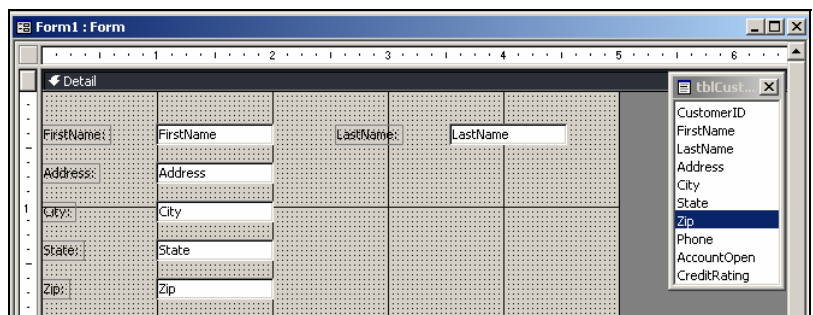 Form1 : Form
1 2 3 4 5 6
Detail
FirstName: FirstName LastName: LastName
Address: Address
1
City: City
State: State
Zip: Zip
tblCust...
CustomerID
FirstName
LastName
Address
City
State
Zip
Phone
AccountOpen
CreditRating